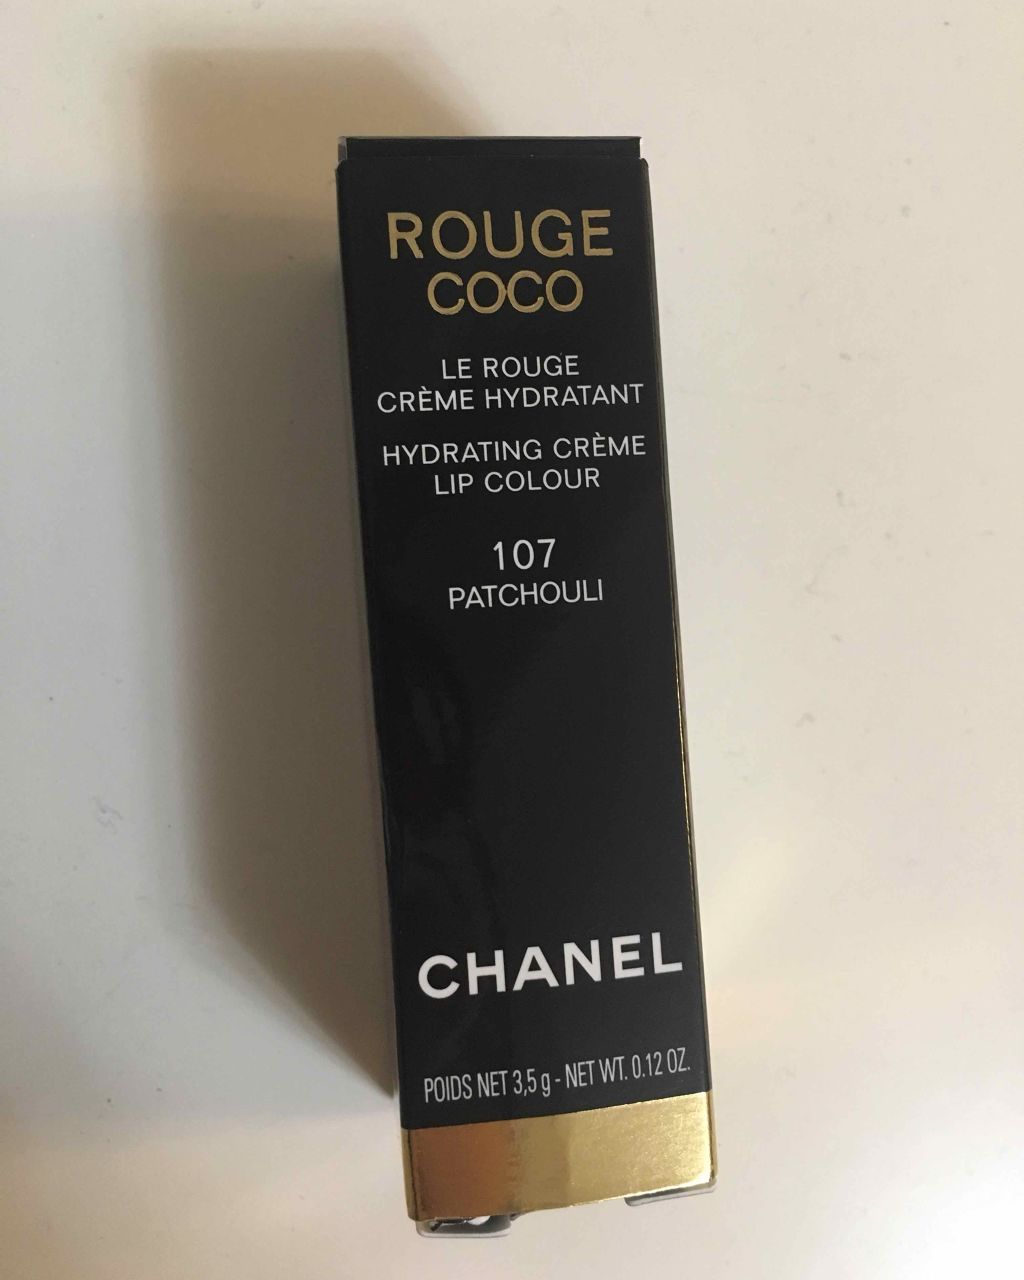 ROUGE
COCO
LE ROUGE
CRÈME HYDRATANT
HYDRATING CRÈME
LIP COLOUR
107
PATCHOULI
CHANEL
POIDS NET 3,5 g - NET WT. 0.12 OZ.